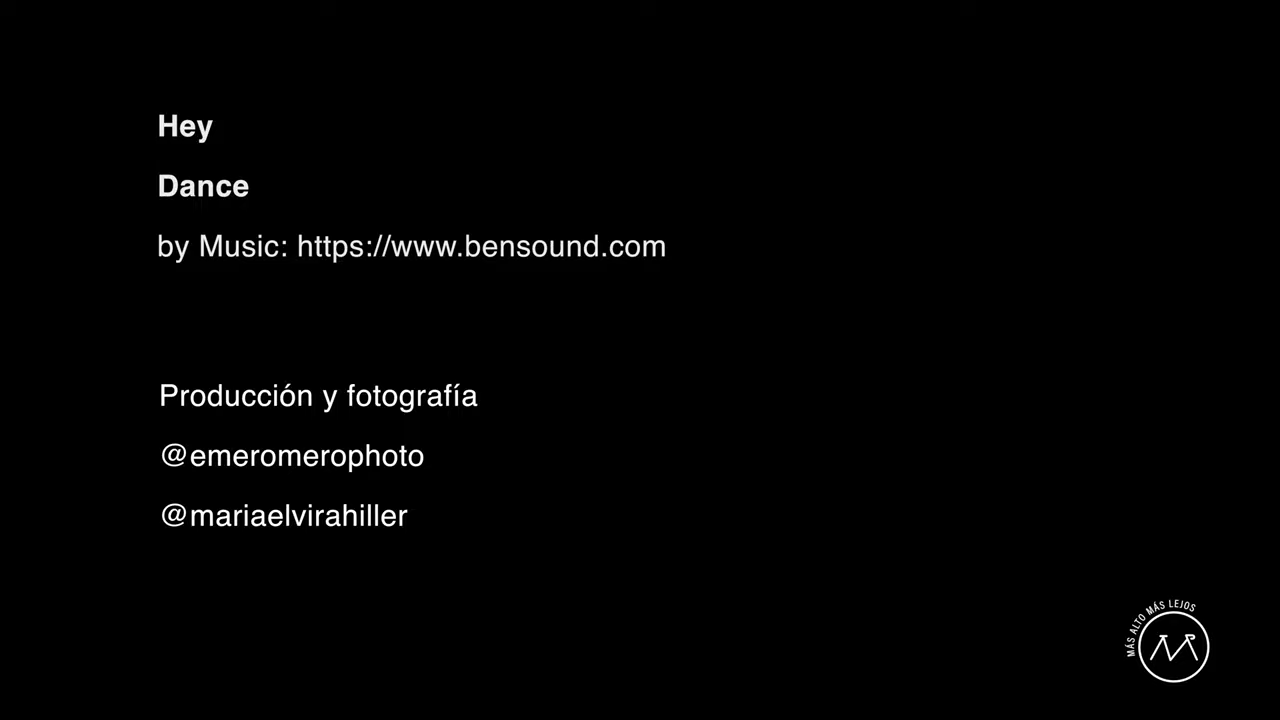 Hey
Dance
by Music: https://www.bensound.com
Producción y fotografía
@emeromerophoto
@mariaelvirahiller
MÁS ALTO MÁS LEJOS